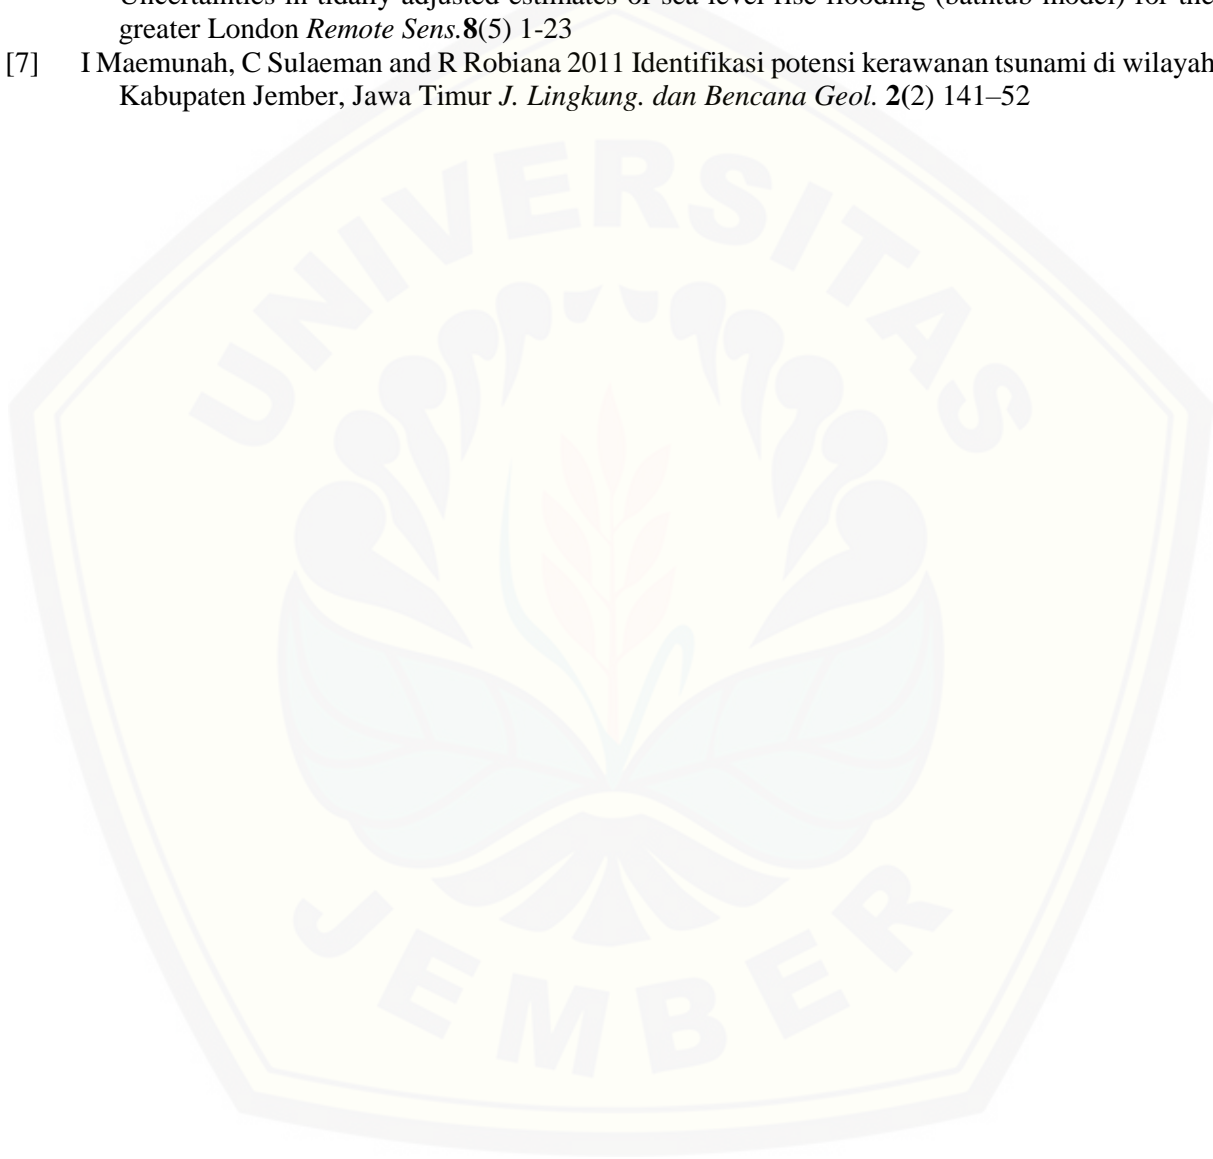 Uncertainties in tidally adjusted estimates of sea level rise flooding (bathtub model) for the
greater London Remote Sens.8(5) 1-23
[7] I Maemunah, C Sulaeman and R Robiana 2011 Identifikasi potensi kerawanan tsunami di wilayah
Kabupaten Jember, Jawa Timur J. Lingkung. dan Bencana Geol. 2(2) 141–52
UNIVERSITAS
JEMBER